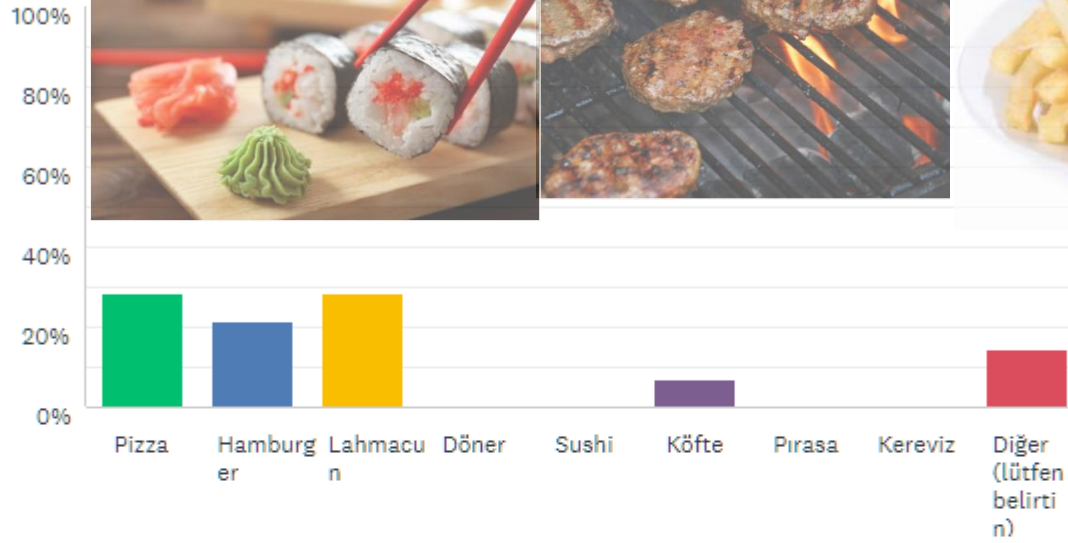 100%
80%
60%
40%
20%
0%
Pizza
Hamburg
er
Lahmacu
n
Döner
Sushi
Köfte
Pırasa
Kereviz
Diğer
(lütfen
belirti
n)